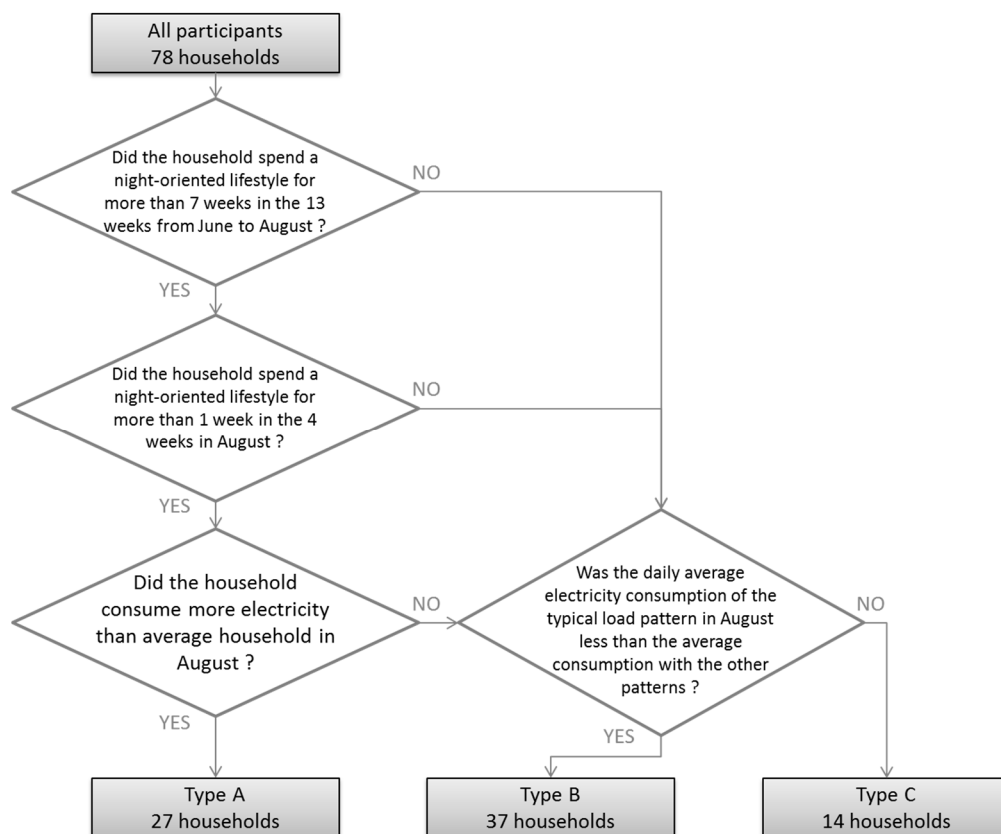 All participants
78 households
Did the household spend a
night-oriented lifestyle for
more than 7 weeks in the 13
weeks from June to August ?
NO
YES
Did the household spend a
night-oriented lifestyle for
more than 1 week in the 4
weeks in August ?
NO
YES
Did the household
consume more electricity
than average household in
August ?
NO
YES
Was the daily average
electricity consumption of the
typical load pattern in August
less than the average
consumption with the other
patterns ?
NO
YES
Type A
27 households
Type B
37 households
Type C
14 households